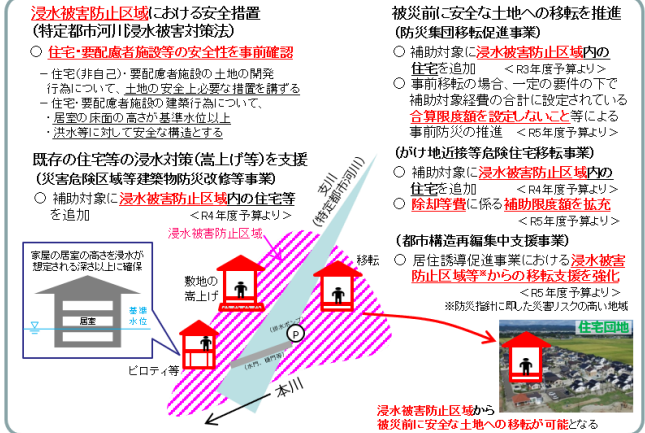 浸水被害防止区域における安全措置
(特定都市河川浸水被害対策法)
○ 住宅・要配慮者施設等の安全性を事前確認
– 住宅(非自己)・要配慮者施設の土地の開発
行為について、土地の安全上必要な措置を講ずる
– 住宅・要配慮者施設の建築行為について、
・居室の床面の高さが基準水位以上
・洪水等に対して安全な構造とする
既存の住宅等の浸水対策(嵩上げ等)を支援
(災害危険区域等建築物防災改修等事業)
○ 補助対象に浸水被害防止区域内の住宅等
を追加 <R4年度予算より>
浸水被害防止区域
支川
(特定都市河川)
家屋の居室の高さを浸水が
想定される深さ以上に確保
居室
基準
水位
敷地の
嵩上げ
移転
ピロティ等
(排水ポンプ)
P
(水門、樋門等)
本川
被災前に安全な土地への移転を推進
(防災集団移転促進事業)
○ 補助対象に浸水被害防止区域内の
住宅を追加 <R3年度予算より>
○ 事前移転の場合、一定の要件の下で
補助対象経費の合計に設定されている
合算限度額を設定しないこと等による
事前防災の推進 <R5年度予算より>
(がけ地近接等危険住宅移転事業)
○ 補助対象に浸水被害防止区域内の
住宅を追加 <R4年度予算より>
○ 除却等費に係る補助限度額を拡充
<R5年度予算より>
(都市構造再編集中支援事業)
○ 居住誘導促進事業における浸水被害
防止区域等※からの移転支援を強化
<R5年度予算より>
※防災指針に即した災害リスクの高い地域
住宅団地
浸水被害防止区域から
被災前に安全な土地への移転が可能となる